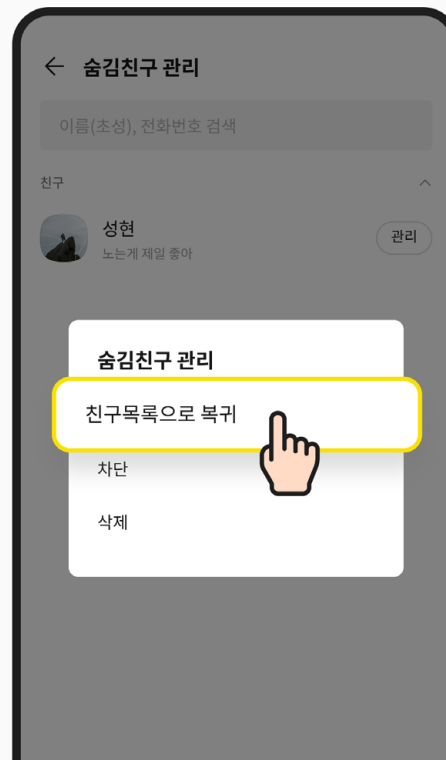 숨김친구 관리
이름(초성), 전화번호 검색
친구
성현
노는게 제일 좋아
관리
숨김친구 관리
친구목록으로 복귀
차단
삭제